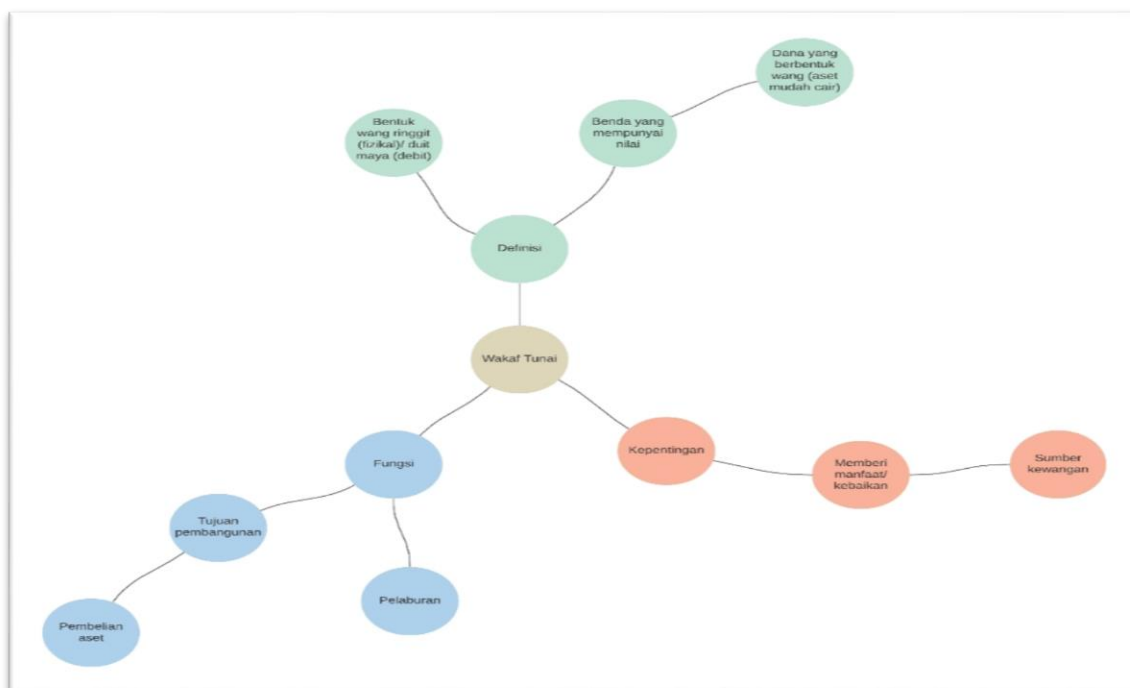 Dana yang
berbentuk
wang (aset
mudah cair)
Bentuk
wang ringgit
(fizikal)/ duit
maya (debit)
Benda yang
mempunyai
nilai
Definisi
Wakaf Tunai
Kepentingan
Memberi
manfaat/
kebaikan
Sumber
kewangan
Fungsi
Tujuan
pembangunan
Pelaburan
Pembelian
aset